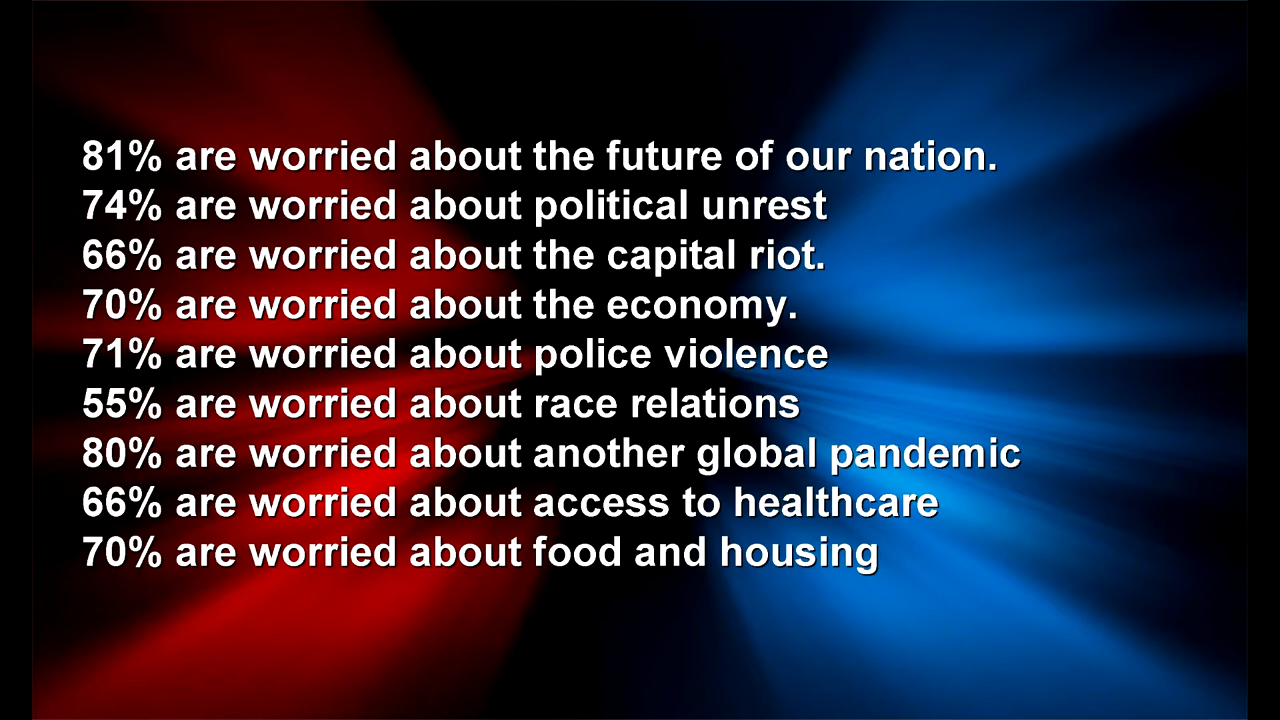 81% are worried about the future of our nation.
74% are worried about political unrest
66% are worried about the capital riot.
70% are worried about the economy.
71% are worried about police violence
55% are worried about race relations
80% are worried about another global pandemic
66% are worried about access to healthcare
70% are worried about food and housing